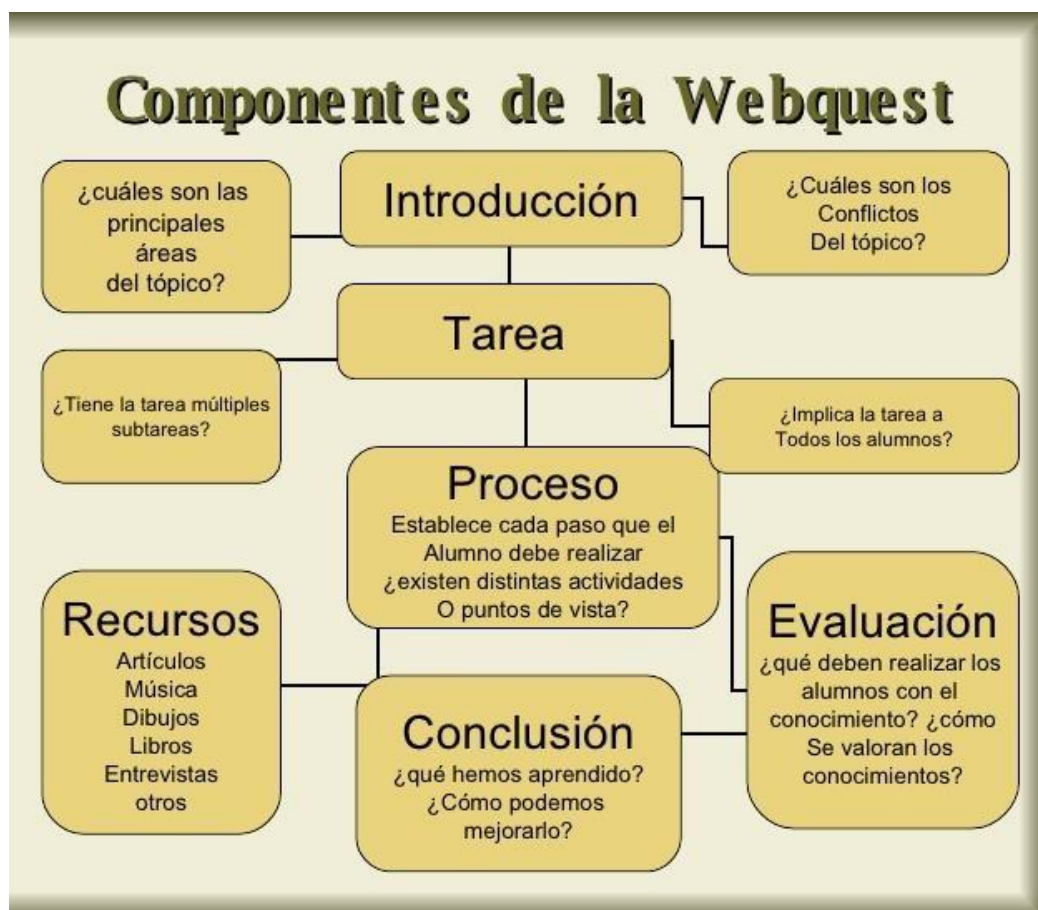 Componentes de la Webquest
¿cuáles son las
principales
áreas
del tópico?
Introducción
¿Cuáles son los
Conflictos
Del tópico?
Tarea
¿Tiene la tarea múltiples
subtareas?
¿Implica la tarea a
Todos los alumnos?
Proceso
Establece cada paso que el
Alumno debe realizar
¿existen distintas actividades
O puntos de vista?
Recursos
Artículos
Música
Dibujos
Libros
Entrevistas
otros
Conclusión
¿qué hemos aprendido?
¿Cómo podemos
mejorarlo?
Evaluación
¿qué deben realizar los
alumnos con el
conocimiento? ¿cómo
Se valoran los
conocimientos?